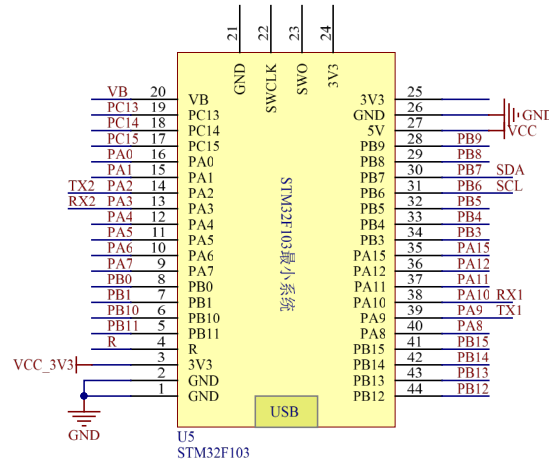 21 22 23 24
GND SWCLK SWO 3V3
VB 20 VB 3V3 25
PC13 19 PC13 GND 26 GND
PC14 18 PC14 5V 27 VCC
PC15 17 PC15 PB9 28 PB9
PA0 16 PA0 PB8 29 PB8
PA1 15 PA1 PB7 30 PB7 SDA
TX2 PA2 14 PA2 PB6 31 PB6 SCL
RX2 PA3 13 PA3 PB5 32 PB5
PA4 12 PA4 PB4 33 PB4
PA5 11 PA5 PB3 34 PB3
PA6 10 PA6 PA15 35 PA15
PA7 9 PA7 PA12 36 PA12
PB0 8 PB0 PA11 37 PA11
PB1 7 PB1 PA10 38 PA10 RX1
PB10 6 PB10 PA9 39 PA9 TX1
PB11 5 PB11 PA8 40 PA8
R 4 R PB15 41 PB15
VCC_3V3 3 3V3 PB14 42 PB14
2 GND PB13 43 PB13
1 GND PB12 44 PB12
STM32F103最小系统
GND
USB
U5
STM32F103